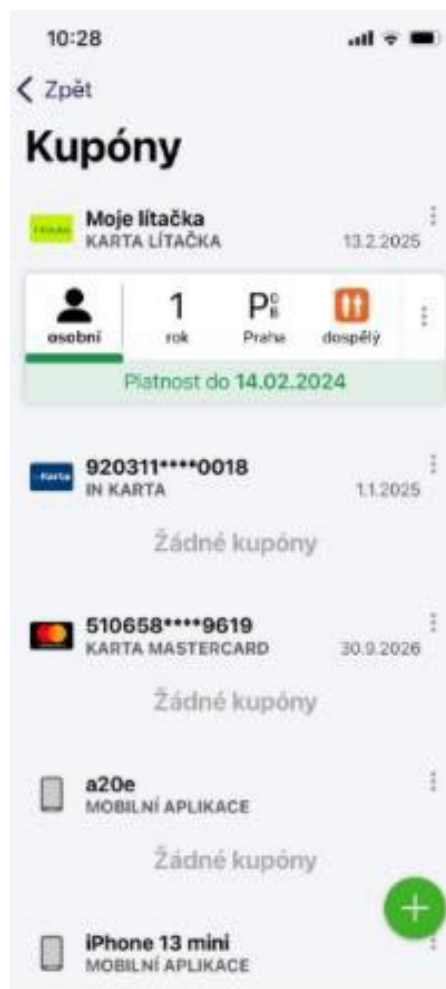 10:28
Zpět
Kupóny
Moje lítačka
KARTA LÍTAČKA
13.2.2025
osobní
1
rok
P 0 B
Praha
dospělý
Platnost do 14.02.2024
920311****0018
IN KARTA
1.1.2025
Žádné kupóny
510658****9619
KARTA MASTERCARD
30.9.2026
Žádné kupóny
a20e
MOBILNÍ APLIKACE
Žádné kupóny
iPhone 13 mini
MOBILNÍ APLIKACE